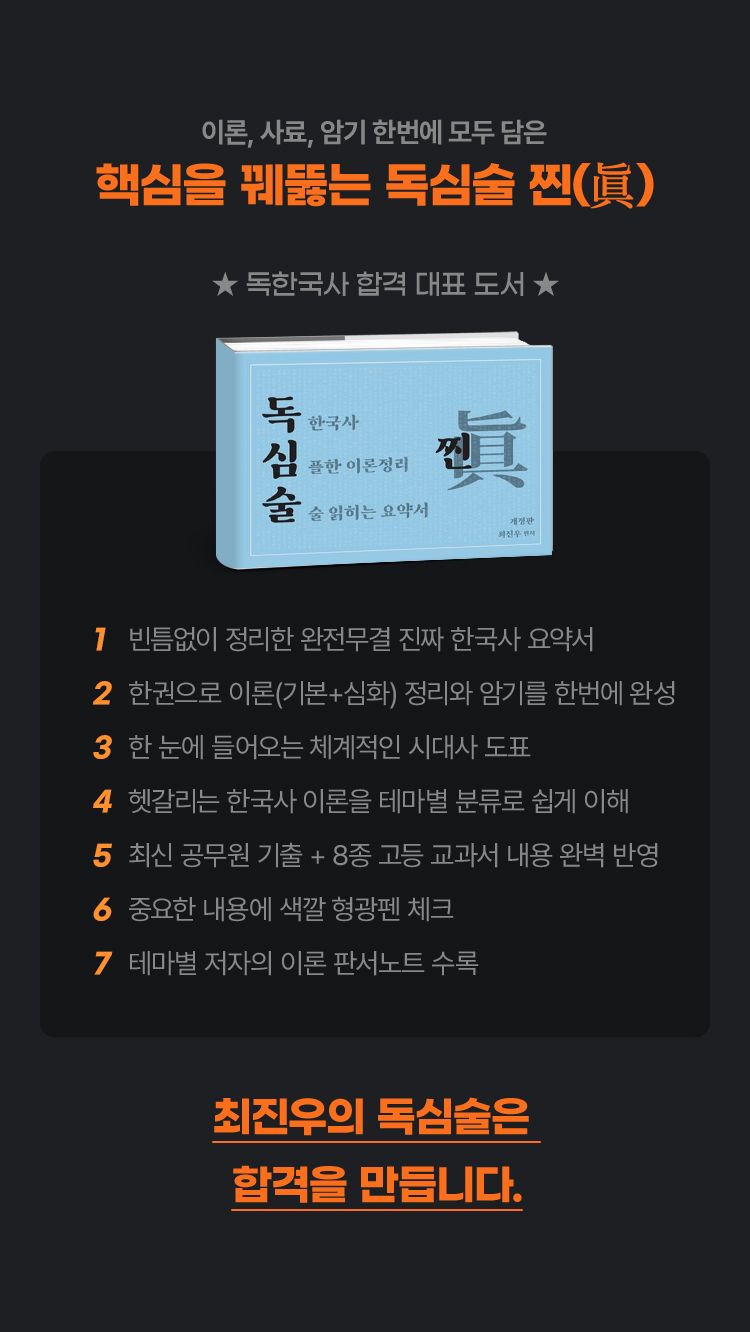 이론, 사료, 암기 한번에 모두 담은
핵심을 꿰뚫는 독심술 찐(眞)
★ 독한국사 합격 대표 도서 ★
독 한국사
심 플한 이론정리
술 술 읽히는 요약서
찐 眞
개정판
최진우 편저
1 빈틈없이 정리한 완전무결 진짜 한국사 요약서
2 한권으로 이론(기본+심화) 정리와 암기를 한번에 완성
3 한 눈에 들어오는 체계적인 시대사 도표
4 헷갈리는 한국사 이론을 테마별 분류로 쉽게 이해
5 최신 공무원 기출 + 8종 고등 교과서 내용 완벽 반영
6 중요한 내용에 색깔 형광펜 체크
7 테마별 저자의 이론 판서노트 수록
최진우의 독심술은
합격을 만듭니다.